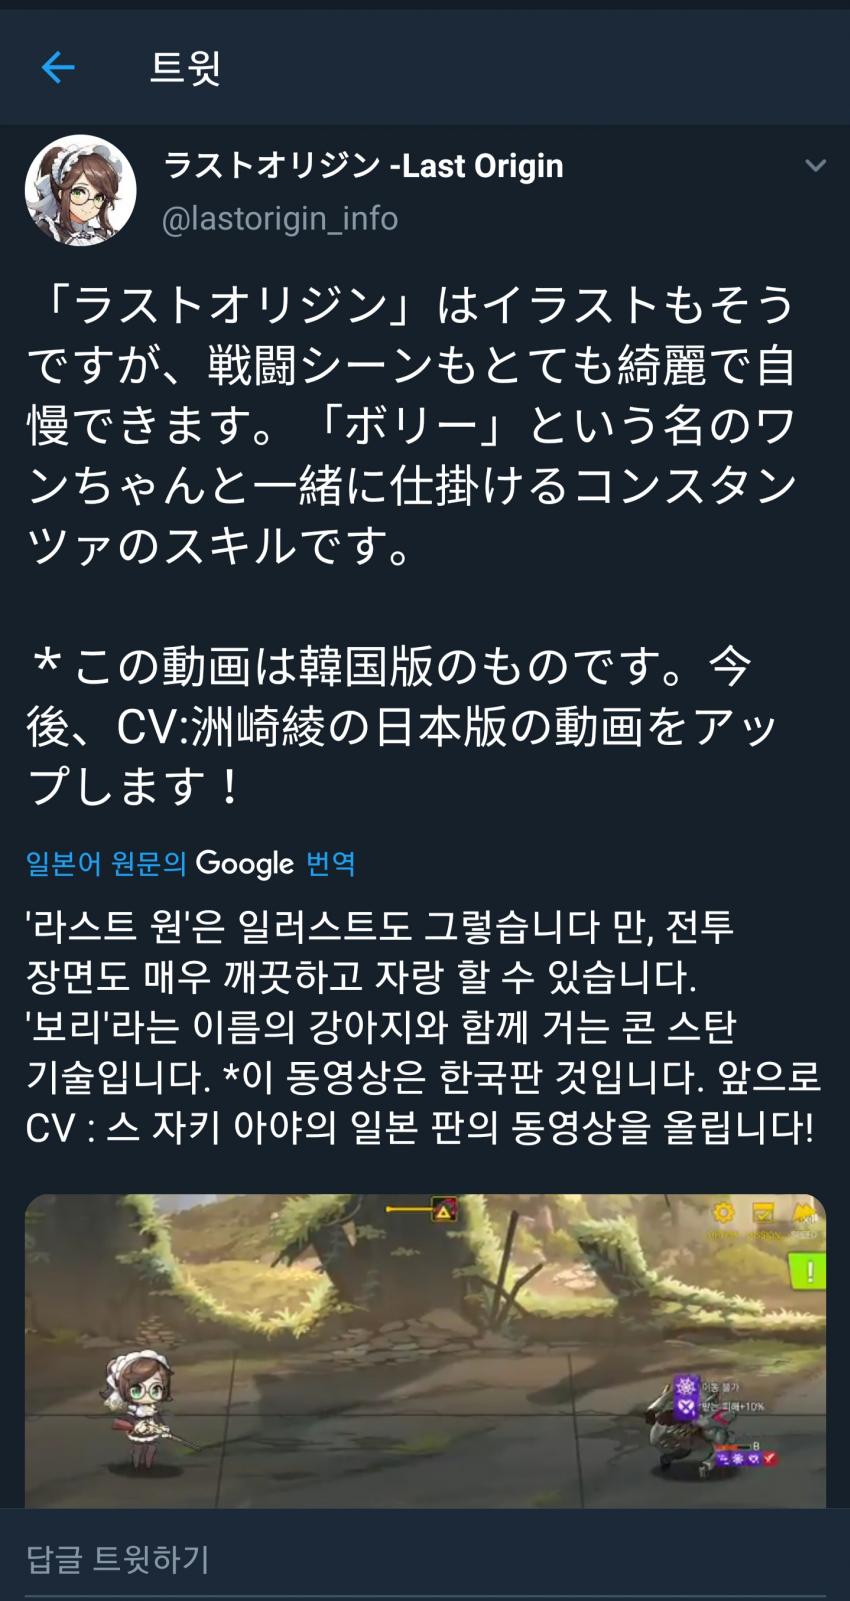 트윗
ラストオリジン -Last Origin
@lastorigin_info
「ラストオリジン」はイラストもそう
ですが、戦闘シーンもとても綺麗で自
慢できます。「ボリー」という名のワ
ンちゃんと一緒に仕掛けるコンスタン
ツァのスキルです。
*この動画は韓国版のものです。今
後、CV:洲崎綾の日本版の動画をアッ
プします！
일본어 원문의 Google 번역
'라스트 원'은 일러스트도 그렇습니다 만, 전투
장면도 매우 깨끗하고 자랑 할 수 있습니다.
'보리'라는 이름의 강아지와 함께 거는 콘 스탄
기술입니다. *이 동영상은 한국판 것입니다. 앞으로
CV : 스 자키 아야의 일본 판의 동영상을 올립니다!
!
이동 불가
받는 피해+10%
B
답글 트윗하기